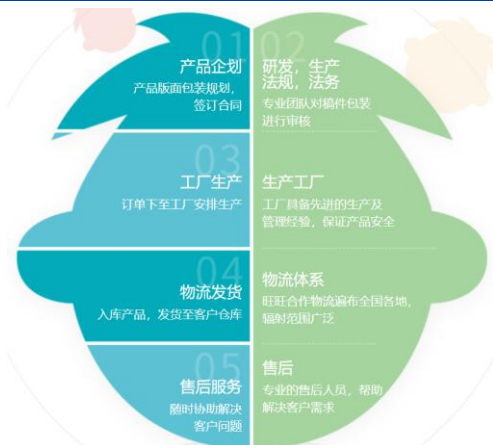 01
产品企划
产品版面包装规划，
签订合同
02
研发，生产
法规，法务
专业团队对稿件包装
进行审核
03
工厂生产
订单下至工厂安排生产
生产工厂
工厂具备先进的生产及
管理经验，保证产品安全
04
物流发货
入库产品，发货至客户仓库
物流体系
旺旺合作物流遍布全国各地，
辐射范围广泛
05
售后服务
随时协助解决
客户问题
售后
专业的售后人员，帮助
解决客户需求